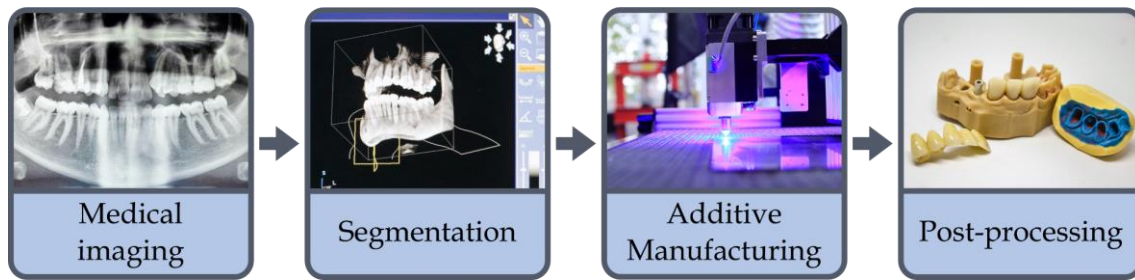 Medical
imaging
Segmentation
Additive
Manufacturing
Post-processing